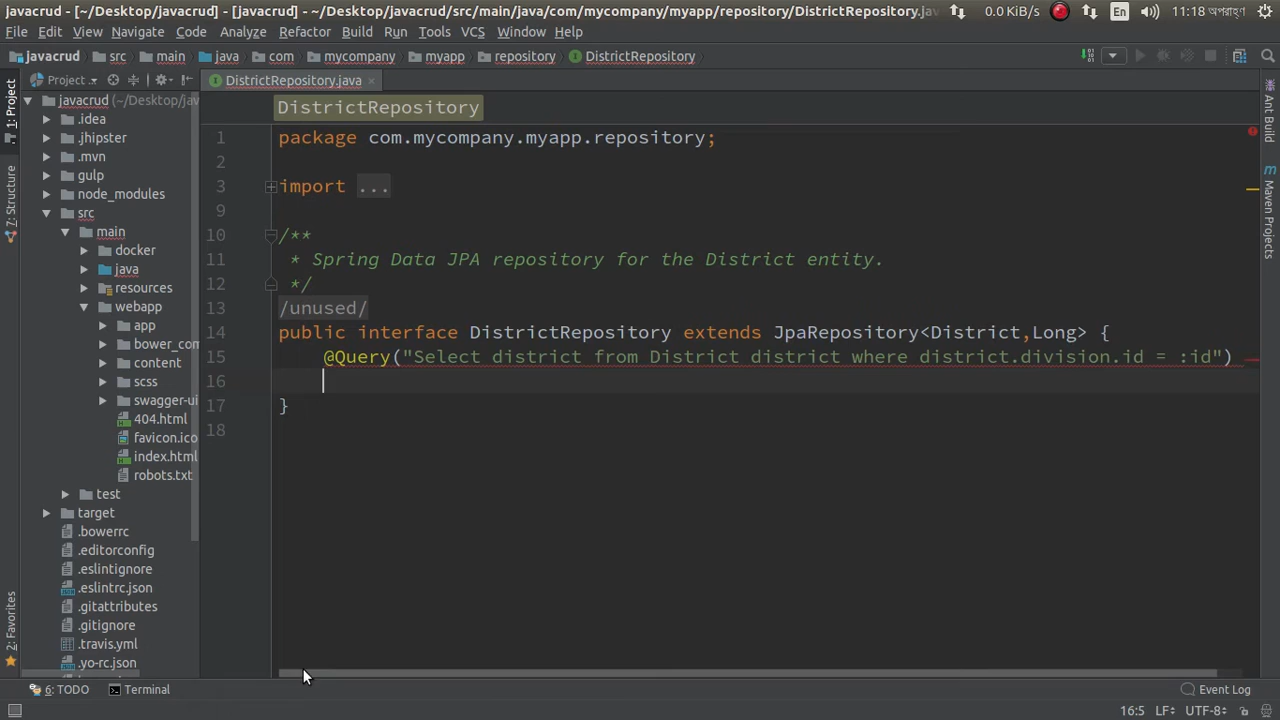 javacrud - [~/Desktop/javacrud] - [javacrud] - ~/Desktop/javacrud/src/main/java/com/mycompany/myapp/repository/DistrictRepository.jav
0.0 KiB/s En 11:18 অপরাহ্ণ
File Edit View Navigate Code Analyze Refactor Build Run Tools VCS Window Help
javacrud src main java com mycompany myapp repository DistrictRepository
Project
DistrictRepository.java
1: Project
7: Structure
2: Favorites
javacrud (~/Desktop/jav
.idea
.jhipster
.mvn
gulp
node_modules
src
main
docker
java
resources
webapp
app
bower_com
content
scss
swagger-ui
404.html
favicon.ico
index.html
robots.txt
test
target
.bowerrc
.editorconfig
.eslintignore
.eslintrc.json
.gitattributes
.gitignore
.travis.yml
.yo-rc.json
DistrictRepository
1 package com.mycompany.myapp.repository;
2
3 import ...
9
10 /**
11 * Spring Data JPA repository for the District entity.
12 */
13 /unused/
14 public interface DistrictRepository extends JpaRepository<District,Long> {
15 @Query("Select district from District district where district.division.id = :id")
16
17 }
18
Ant Build
Maven Projects
6: TODO Terminal Event Log
16:5 LF UTF-8